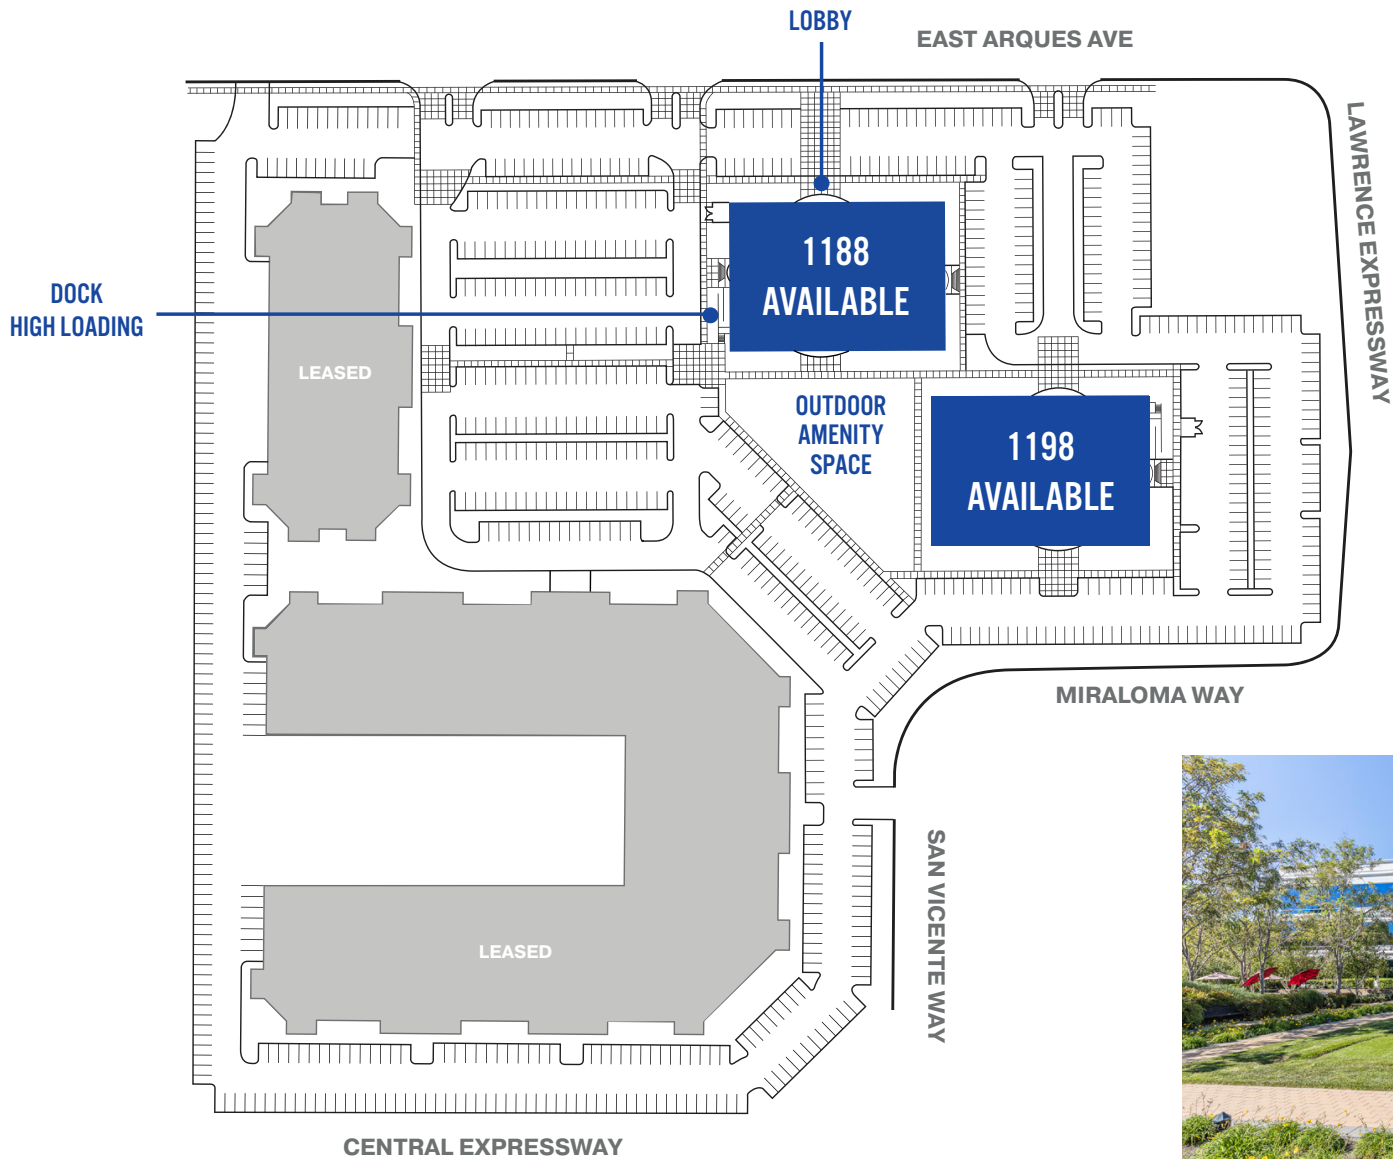 LOBBY
EAST ARQUES AVE
LAWRENCE EXPRESSWAY
1188
AVAILABLE
DOCK
HIGH LOADING
LEASED
OUTDOOR
AMENITY
SPACE
1198
AVAILABLE
MIRALOMA WAY
SAN VICENTE WAY
LEASED
CENTRAL EXPRESSWAY